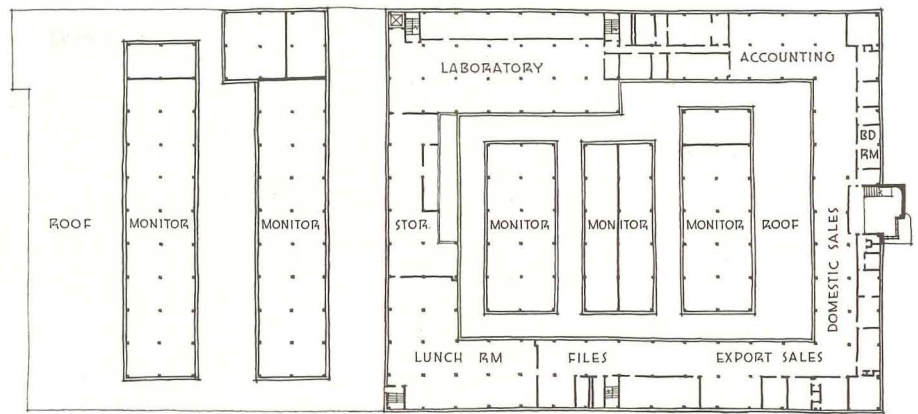 LABORATORY
ACCOUNTING
BD
RM
ROOF
MONITOR
MONITOR
STOR.
MONITOR
MONITOR
MONITOR
ROOF
DOMESTIC SALES
LUNCH RM
FILES
EXPORT SALES